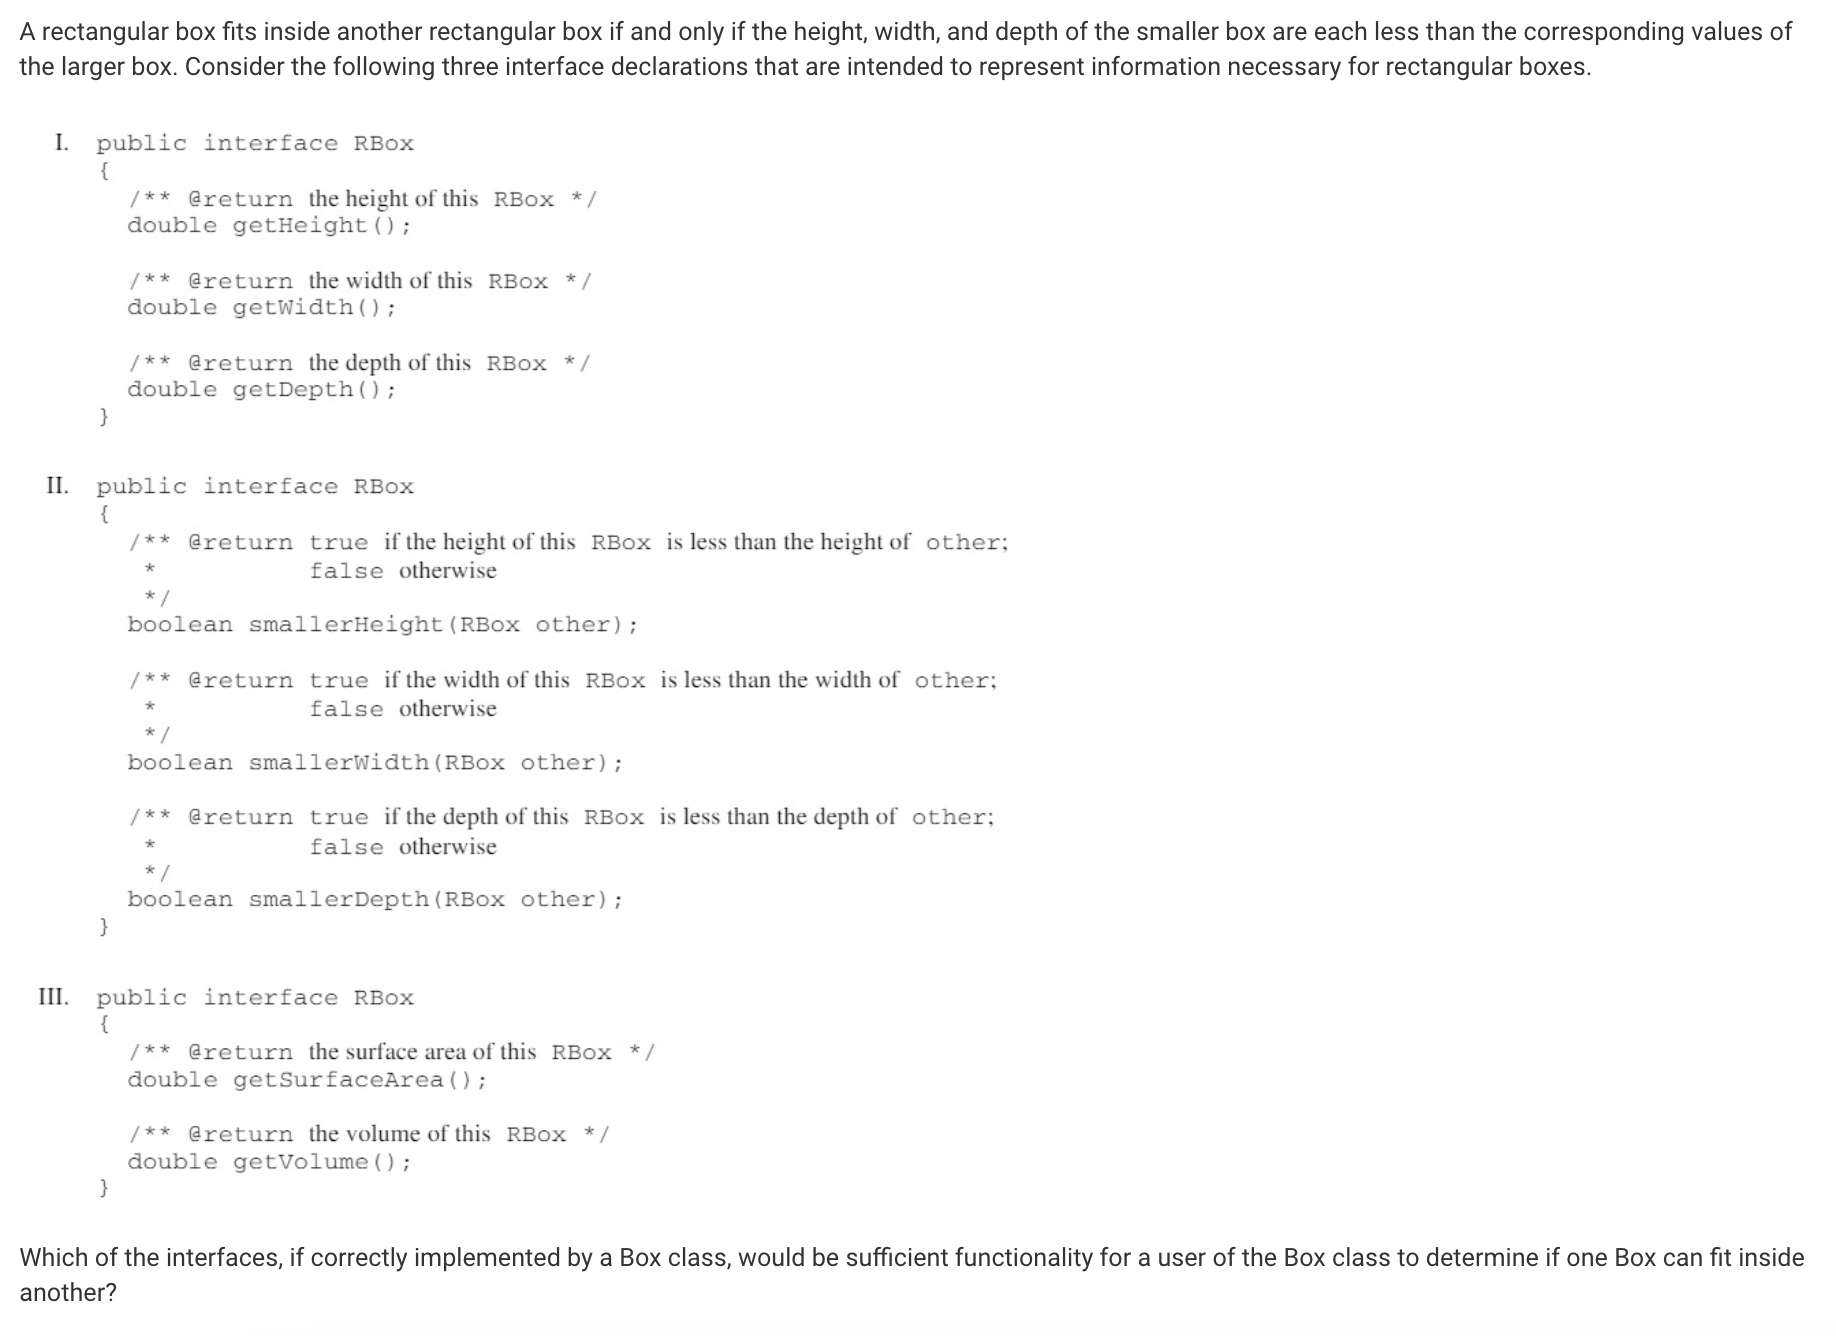 A rectangular box fits inside another rectangular box if and only if the height, width, and depth of the smaller box are each less than the corresponding values of
the larger box. Consider the following three interface declarations that are intended to represent information necessary for rectangular boxes.
I. public interface RBox
{
/** @return the height of this RBox */
double getHeight();
/** @return the width of this RBox */
double getWidth();
/** @return the depth of this RBox */
double getDepth();
}
II. public interface RBox
{
/** @return true if the height of this RBox is less than the height of other;
* false otherwise
*/
boolean smallerHeight(RBox other);
/** @return true if the width of this RBox is less than the width of other;
* false otherwise
*/
boolean smallerWidth(RBox other);
/** @return true if the depth of this RBox is less than the depth of other;
* false otherwise
*/
boolean smallerDepth(RBox other);
}
III. public interface RBox
{
/** @return the surface area of this RBox */
double getSurfaceArea();
/** @return the volume of this RBox */
double getVolume();
}
Which of the interfaces, if correctly implemented by a Box class, would be sufficient functionality for a user of the Box class to determine if one Box can fit inside
another?